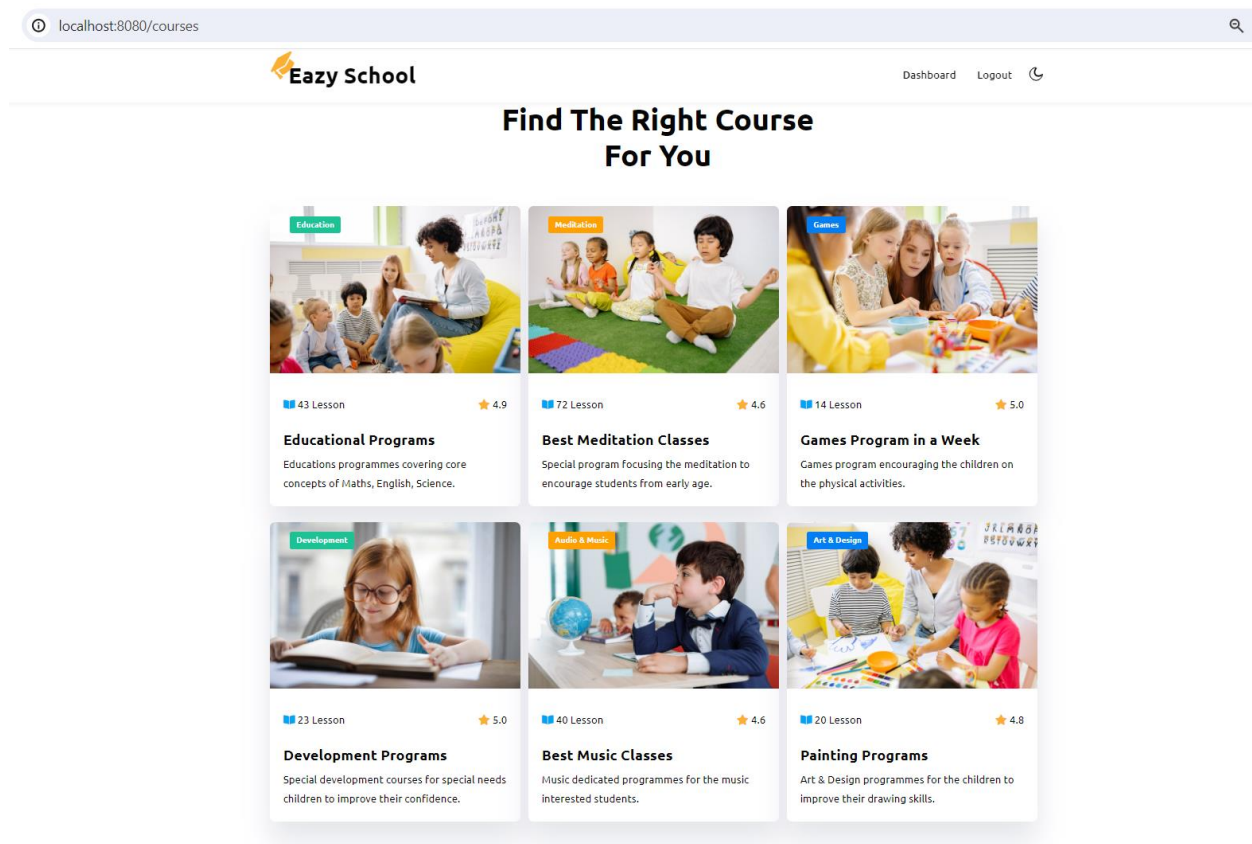 localhost:8080/courses
Eazy School
Dashboard Logout
Find The Right Course
For You
Education
Meditation
Games
43 Lesson 4.9
72 Lesson 4.6
14 Lesson 5.0
Educational Programs
Educations programmes covering core
concepts of Maths, English, Science.
Best Meditation Classes
Special program focusing the meditation to
encourage students from early age.
Games Program in a Week
Games program encouraging the children on
the physical activities.
Development
Audio & Music
Art & Design
23 Lesson 5.0
40 Lesson 4.6
20 Lesson 4.8
Development Programs
Special development courses for special needs
children to improve their confidence.
Best Music Classes
Music dedicated programmes for the music
interested students.
Painting Programs
Art & Design programmes for the children to
improve their drawing skills.